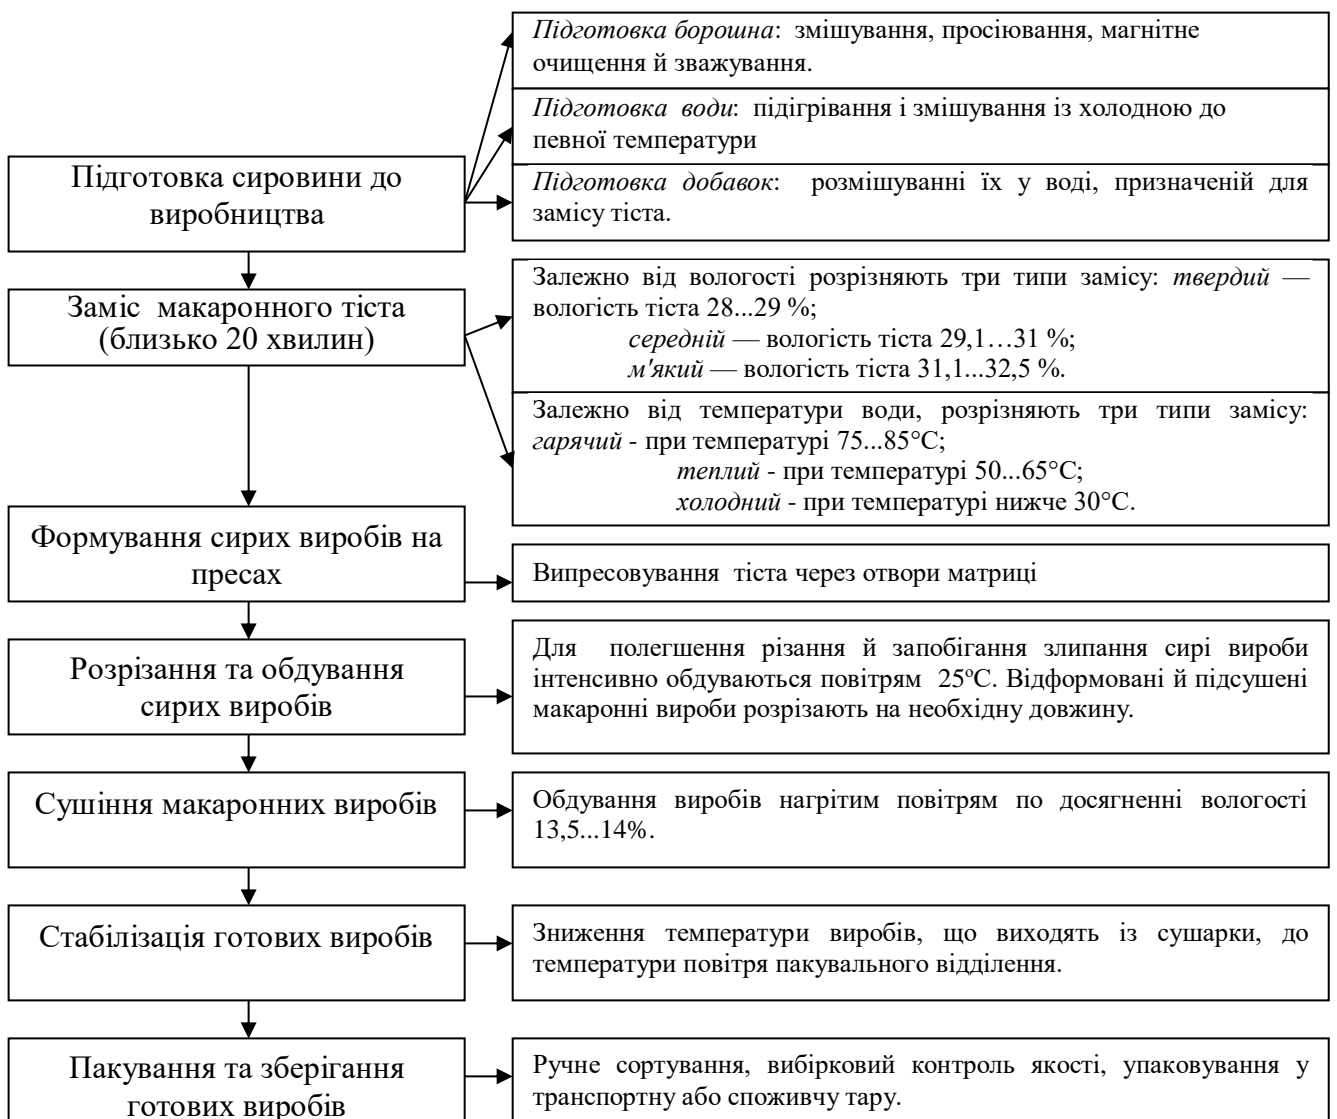 Підготовка борошна: змішування, просіювання, магнітне
очищення й зважування.
Підготовка води: підігрівання і змішування із холодною до
певної температури
Підготовка сировини до
виробництва
Підготовка добавок: розмішуванні їх у воді, призначеній для
замісу тіста.
Заміс макаронного тіста
(близько 20 хвилин)
Залежно від вологості розрізняють три типи замісу: твердий —
вологість тіста 28...29 %;
середній — вологість тіста 29,1…31 %;
м'який — вологість тіста 31,1...32,5 %.
Залежно від температури води, розрізняють три типи замісу:
гарячий - при температурі 75...85°С;
теплий - при температурі 50...65°С;
холодний - при температурі нижче 30°С.
Формування сирих виробів на
пресах
Випресовування тіста через отвори матриці
Розрізання та обдування
сирих виробів
Для полегшення різання й запобігання злипання сирі вироби
інтенсивно обдуваються повітрям 25ºС. Відформовані й підсушені
макаронні вироби розрізають на необхідну довжину.
Сушіння макаронних виробів
Обдування виробів нагрітим повітрям по досягненні вологості
13,5...14%.
Стабілізація готових виробів
Зниження температури виробів, що виходять із сушарки, до
температури повітря пакувального відділення.
Пакування та зберігання
готових виробів
Ручне сортування, вибірковий контроль якості, упаковування у
транспортну або споживчу тару.